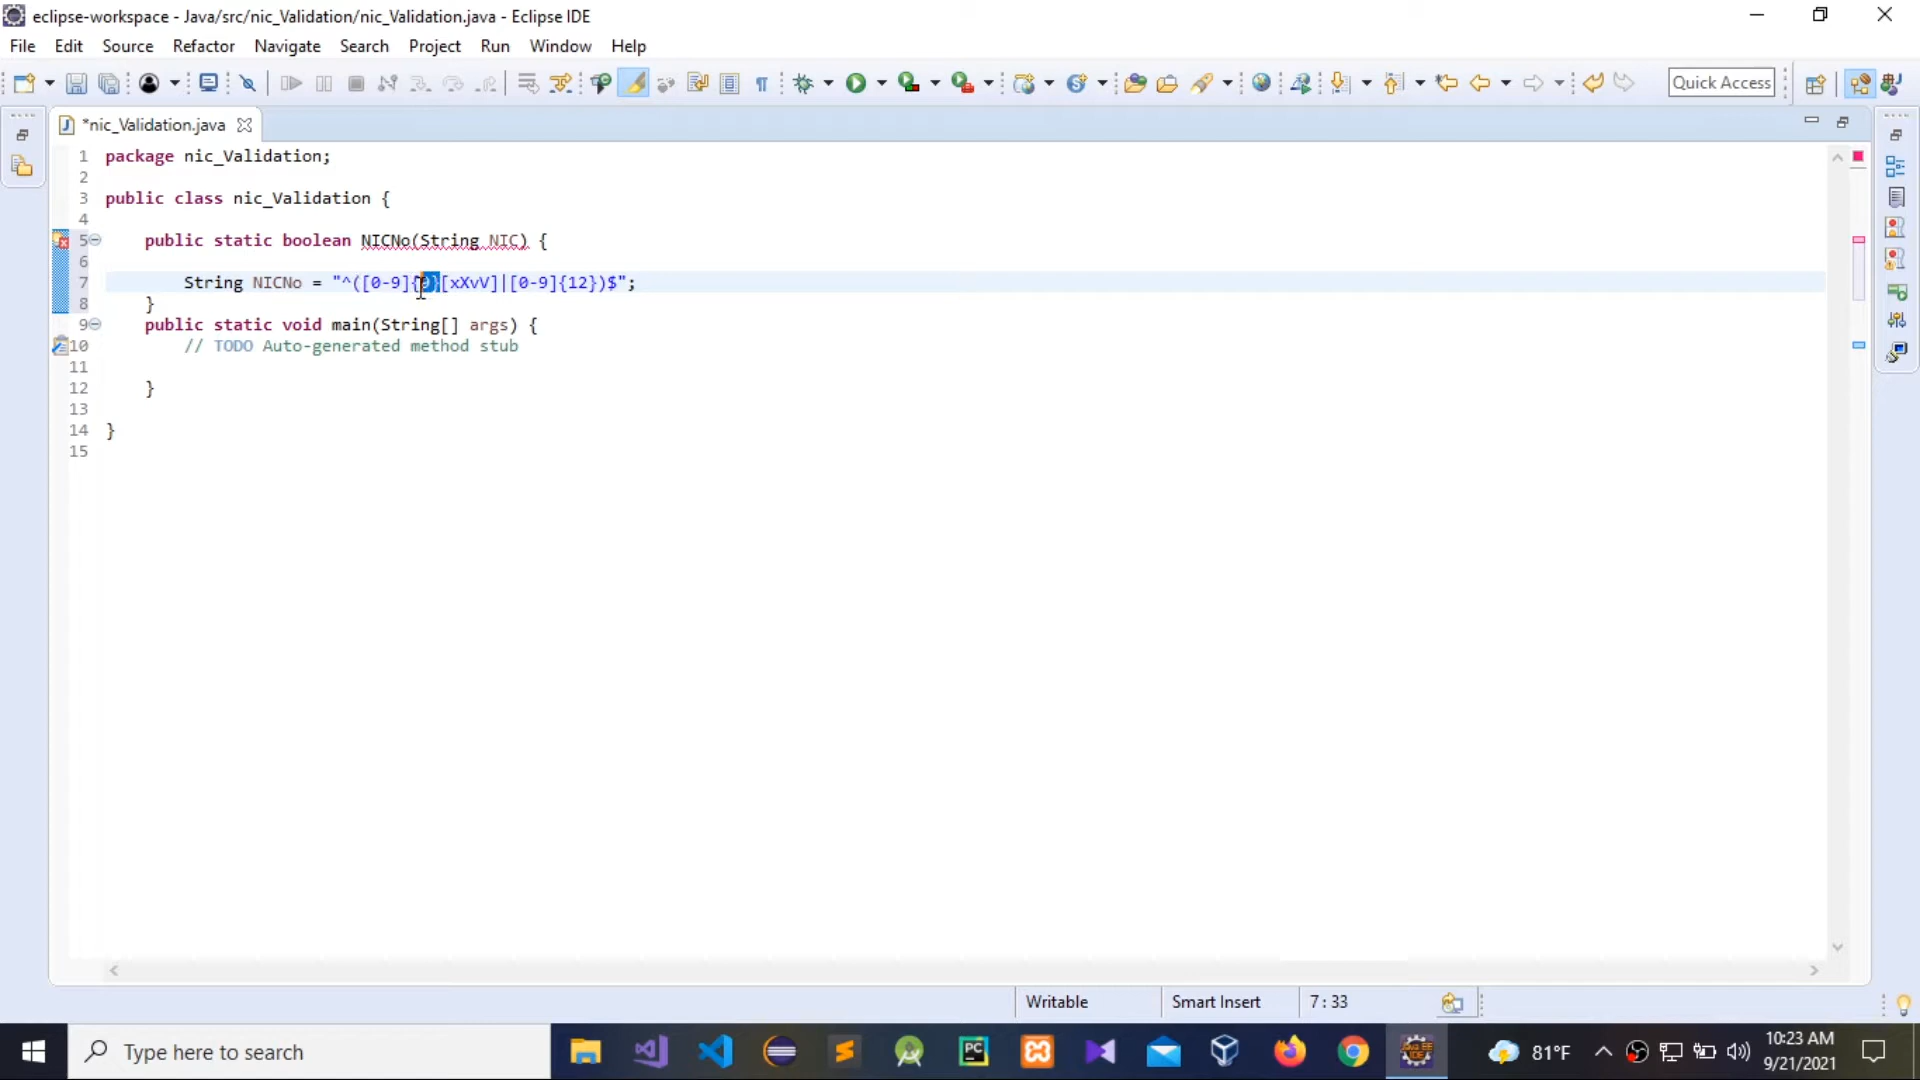 eclipse-workspace - Java/src/nic_Validation/nic_Validation.java - Eclipse IDE
File Edit Source Refactor Navigate Search Project Run Window Help
Quick Access
*nic_Validation.java
1 package nic_Validation;
2
3 public class nic_Validation {
4
5 public static boolean NICNo(String NIC) {
6
7 String NICNo = "^([0-9]{9}[xXvV]|[0-9]{12})$";
8 }
9 public static void main(String[] args) {
10 // TODO Auto-generated method stub
11
12 }
13
14 }
15
Writable Smart Insert 7 : 33
Type here to search
PC
81°F
10:23 AM
9/21/2021